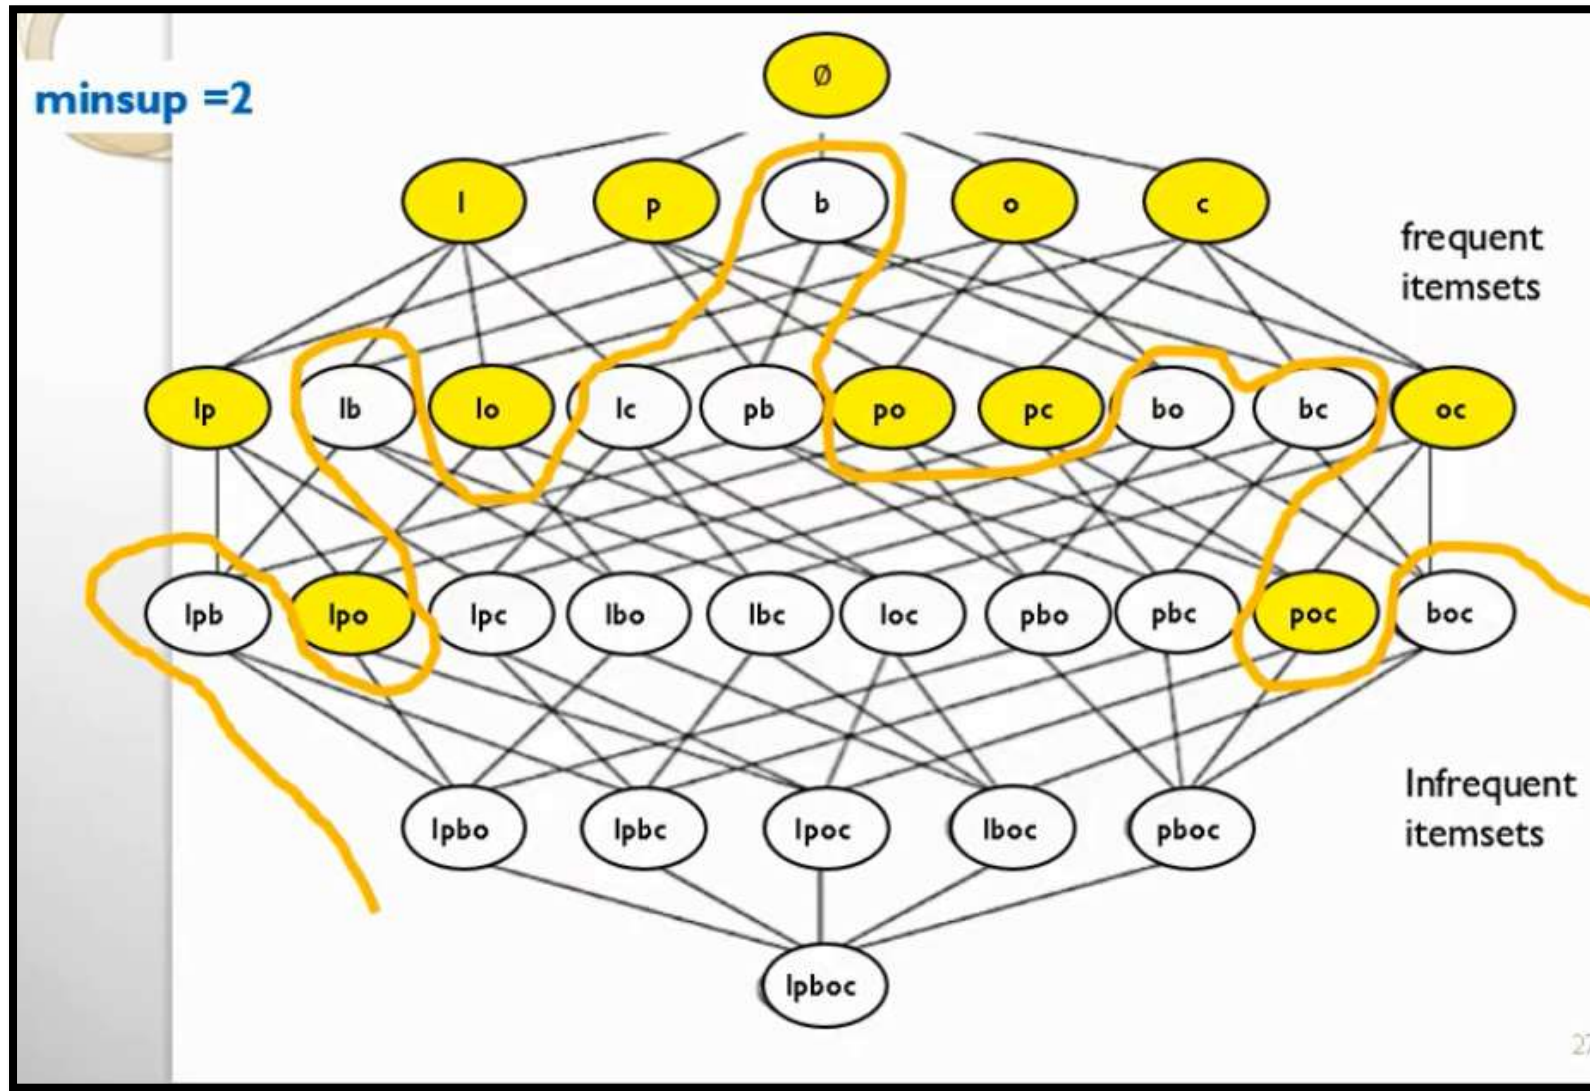 minsup =2
Ø
l
p
b
o
c
frequent
itemsets
lp
lb
lo
lc
pb
po
pc
bo
bc
oc
lpb
lpo
lpc
lbo
lbc
loc
pbo
pbc
poc
boc
Infrequent
itemsets
lpbo
lpbc
lpoc
lboc
pboc
lpboc
27